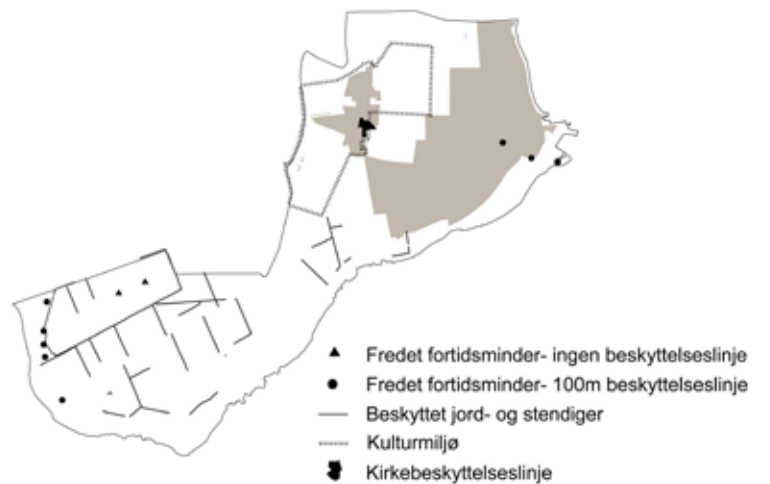 Fredet fortidsminder- ingen beskyttelseslinje
Fredet fortidsminder- 100m beskyttelseslinje
Beskyttet jord- og stendiger
Kulturmiljø
Kirkebeskyttelseslinje